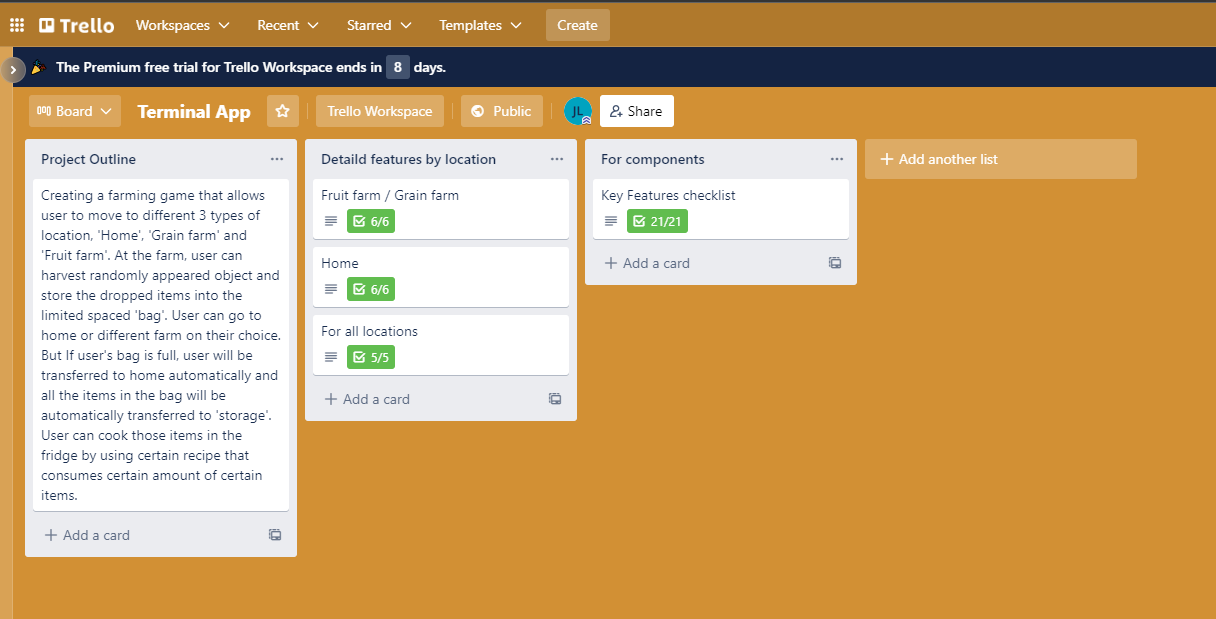 Trello Workspaces Recent Starred Templates Create
The Premium free trial for Trello Workspace ends in 8 days.
Board Terminal App Trello Workspace Public JL Share
Project Outline
Creating a farming game that allows
user to move to different 3 types of
location, 'Home', 'Grain farm' and
'Fruit farm'. At the farm, user can
harvest randomly appeared object and
store the dropped items into the
limited spaced 'bag'. User can go to
home or different farm on their choice.
But If user's bag is full, user will be
transferred to home automatically and
all the items in the bag will be
automatically transferred to 'storage'.
User can cook those items in the
fridge by using certain recipe that
consumes certain amount of certain
items.
+ Add a card
Detaild features by location
Fruit farm / Grain farm
6/6
Home
6/6
For all locations
5/5
+ Add a card
For components
Key Features checklist
21/21
+ Add a card
+ Add another list